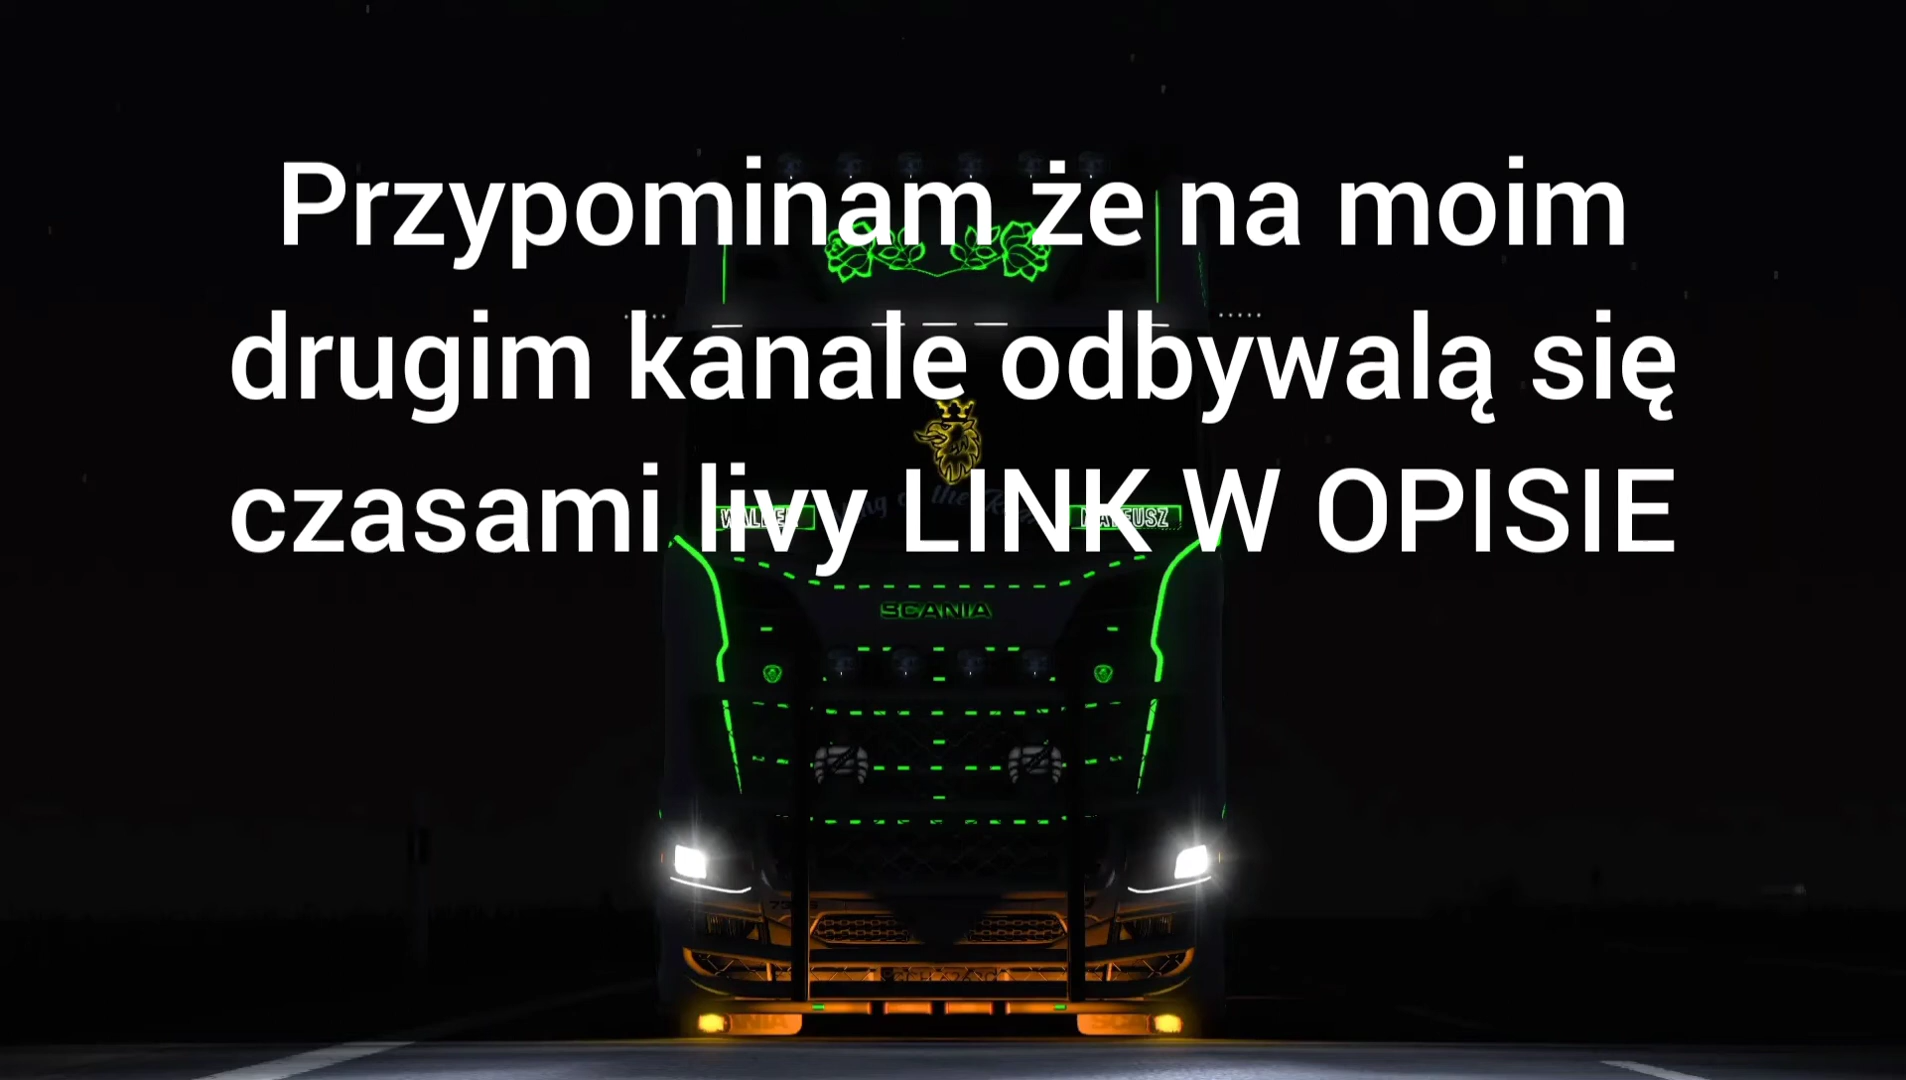 Przypominam że na moim
drugim kanale odbywalą się
czasami livy LINK W OPISIE
SCANIA